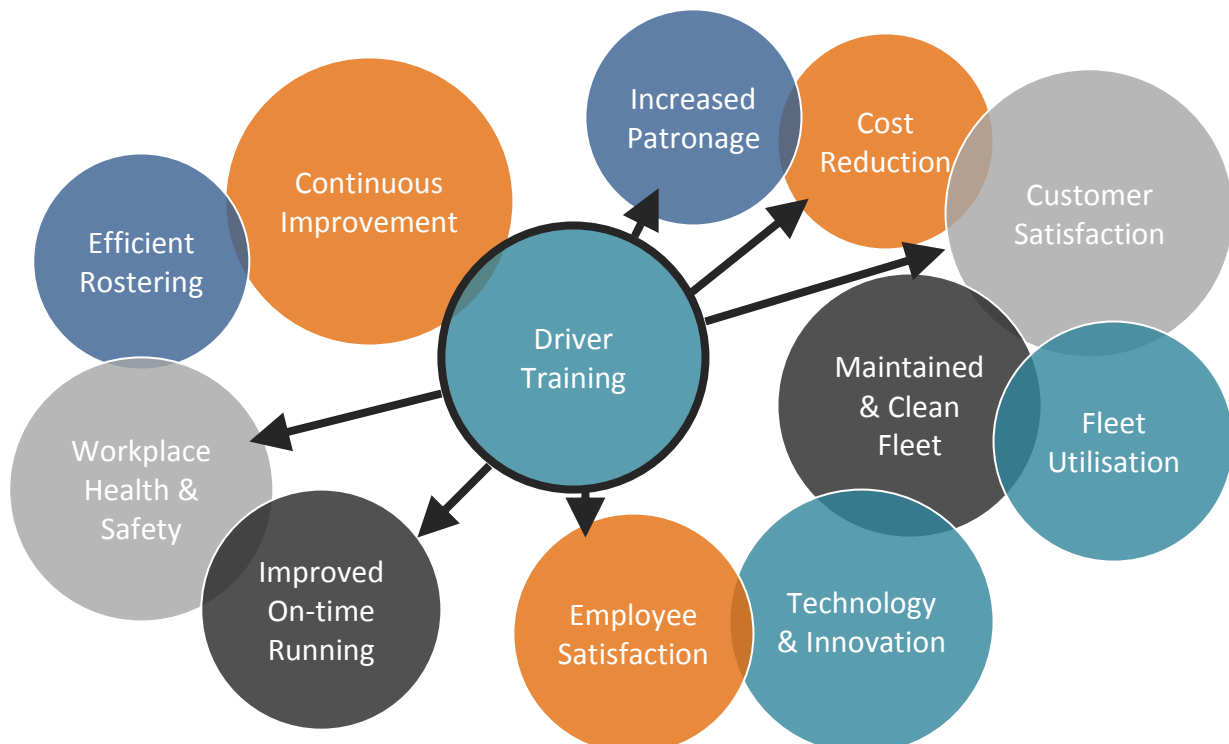 Increased
Patronage
Cost
Reduction
Continuous
Improvement
Customer
Satisfaction
Efficient
Rostering
Driver
Training
Maintained
& Clean
Fleet
Fleet
Utilisation
Workplace
Health &
Safety
Improved
On-time
Running
Employee
Satisfaction
Technology
& Innovation